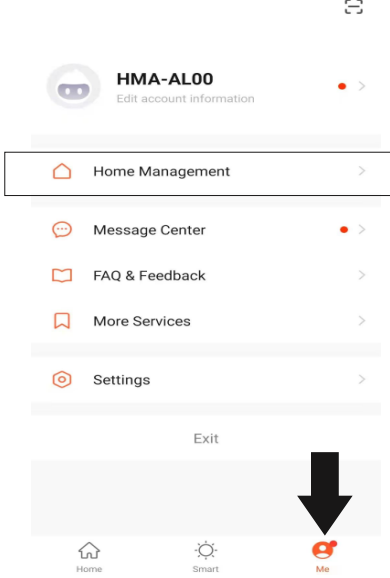 HMA-AL00
Edit account information
Home Management
Message Center
FAQ & Feedback
More Services
Settings
Exit
Home
Smart
Me